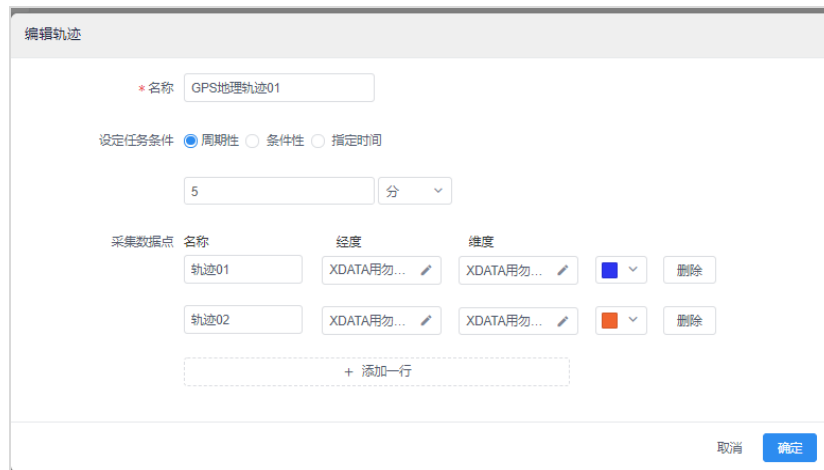 编辑轨迹
* 名称 GPS地理轨迹01
设定任务条件 周期性 条件性 指定时间
5 分
采集数据点 名称 经度 维度
轨迹01 XDATA用勿... XDATA用勿... 删除
轨迹02 XDATA用勿... XDATA用勿... 删除
+ 添加一行
取消 确定